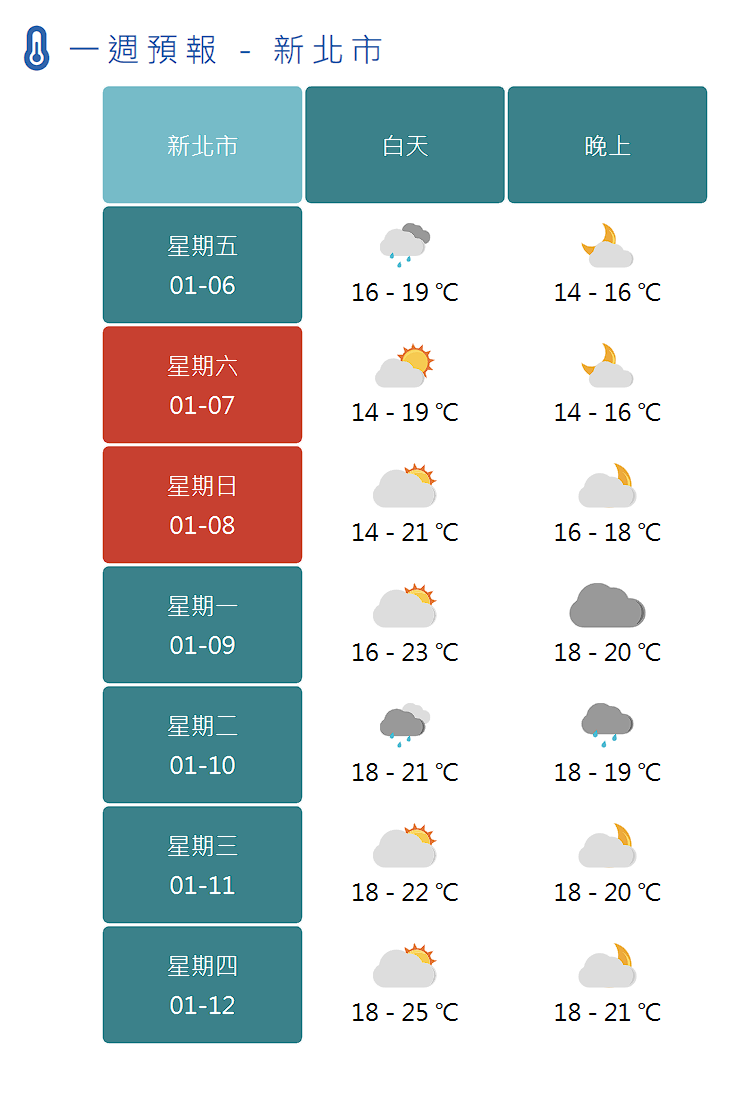 一週預報 - 新北市
新北市 白天 晚上
星期五
01-06
16 - 19 ℃ 14 - 16 ℃
星期六
01-07
14 - 19 ℃ 14 - 16 ℃
星期日
01-08
14 - 21 ℃ 16 - 18 ℃
星期一
01-09
16 - 23 ℃ 18 - 20 ℃
星期二
01-10
18 - 21 ℃ 18 - 19 ℃
星期三
01-11
18 - 22 ℃ 18 - 20 ℃
星期四
01-12
18 - 25 ℃ 18 - 21 ℃